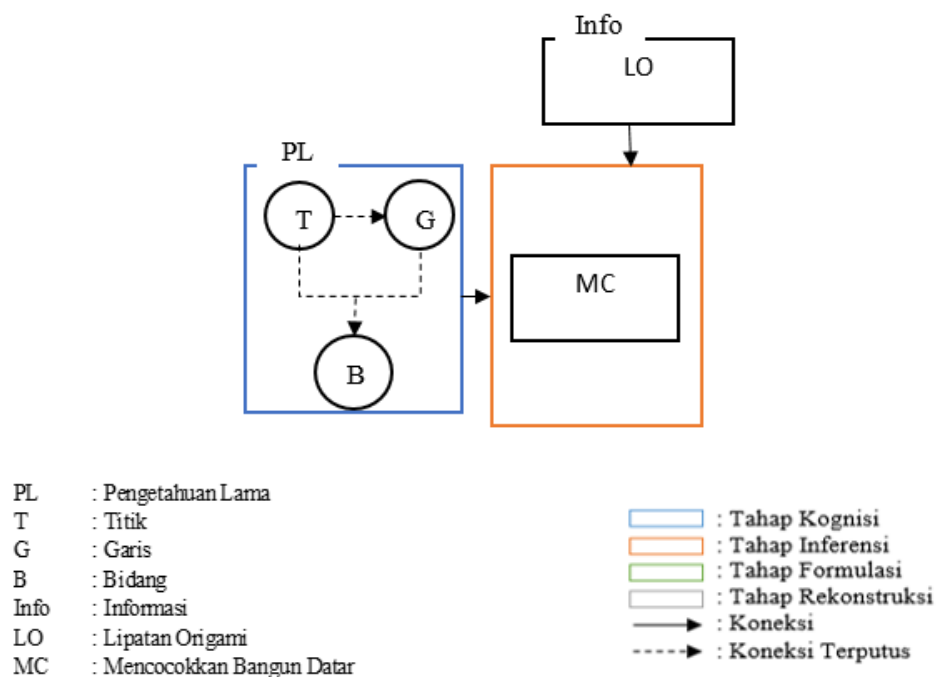 Info
LO
PL
T
G
MC
B
PL : Pengetahuan Lama
T : Titik
G : Garis
B : Bidang
Info : Informasi
LO : Lipatan Origami
MC : Mencocokkan Bangun Datar
: Tahap Kognisi
: Tahap Inferensi
: Tahap Formulasi
: Tahap Rekonstruksi
: Koneksi
: Koneksi Terputus